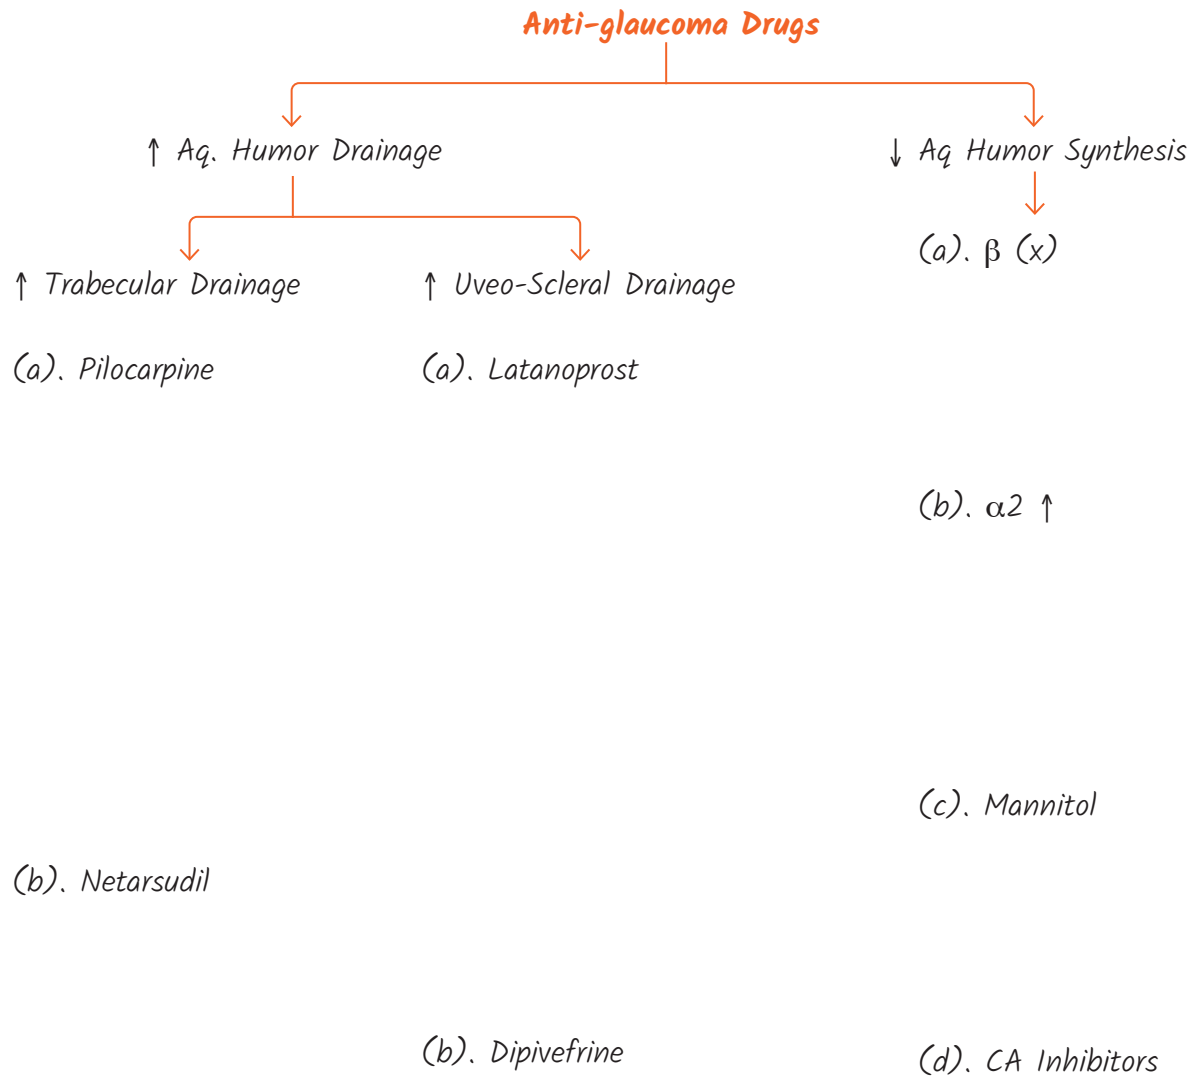 Anti-glaucoma Drugs
↑ Aq. Humor Drainage
↓ Aq Humor Synthesis
↑ Trabecular Drainage
(a). Pilocarpine
(b). Netarsudil
↑ Uveo-Scleral Drainage
(a). Latanoprost
(b). Dipivefrine
(a). β (x)
(b). α2 ↑
(c). Mannitol
(d). CA Inhibitors